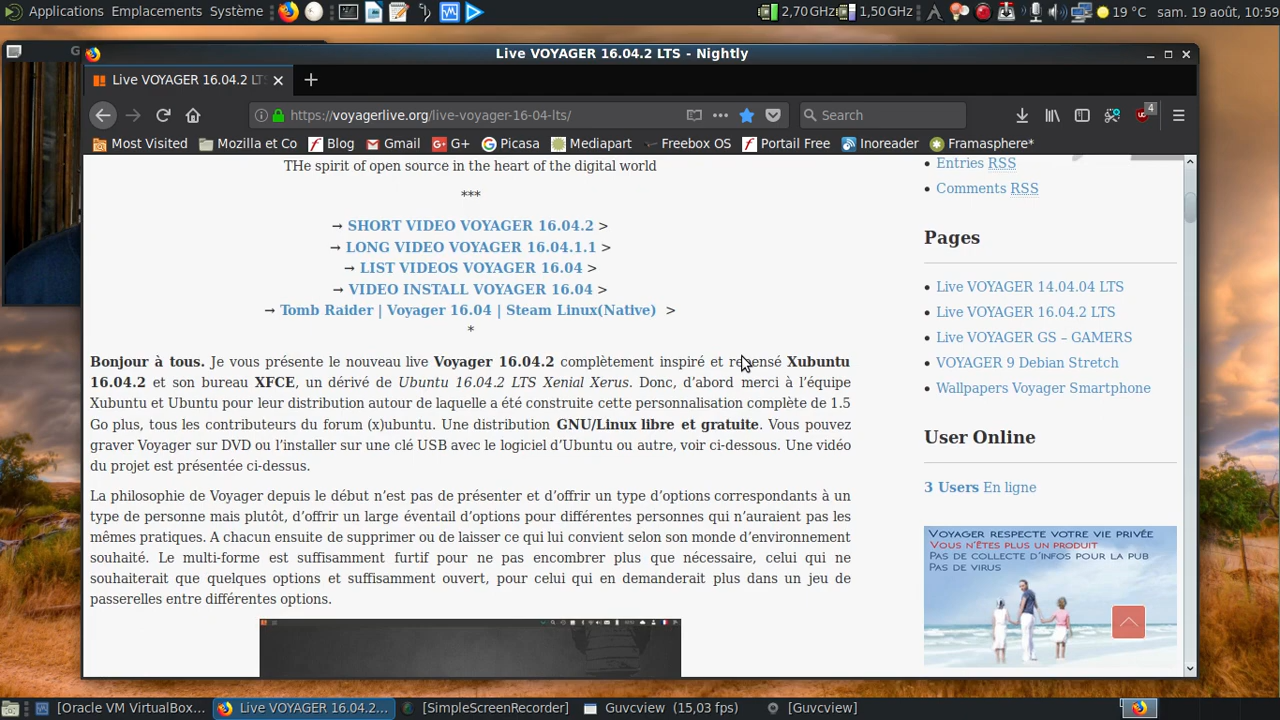 Applications Emplacements Système 2,70 GHz 1,50 GHz 19 °C sam. 19 août, 10:59
G
Live VOYAGER 16.04.2 LTS - Nightly
Live VOYAGER 16.04.2 LTS
https://voyagerlive.org/live-voyager-16-04-lts/ Search 4
Most Visited Mozilla et Co Blog Gmail G+ Picasa Mediapart Freebox OS Portail Free Inoreader Framasphere*
THe spirit of open source in the heart of the digital world
***
→ SHORT VIDEO VOYAGER 16.04.2 >
→ LONG VIDEO VOYAGER 16.04.1.1 >
→ LIST VIDEOS VOYAGER 16.04 >
→ VIDEO INSTALL VOYAGER 16.04 >
→ Tomb Raider | Voyager 16.04 | Steam Linux(Native) >
*
Bonjour à tous. Je vous présente le nouveau live Voyager 16.04.2 complètement inspiré et repensé Xubuntu
16.04.2 et son bureau XFCE, un dérivé de Ubuntu 16.04.2 LTS Xenial Xerus. Donc, d’abord merci à l’équipe
Xubuntu et Ubuntu pour leur distribution autour de laquelle a été construite cette personnalisation complète de 1.5
Go plus, tous les contributeurs du forum (x)ubuntu. Une distribution GNU/Linux libre et gratuite. Vous pouvez
graver Voyager sur DVD ou l’installer sur une clé USB avec le logiciel d’Ubuntu ou autre, voir ci-dessous. Une vidéo
du projet est présentée ci-dessus.
La philosophie de Voyager depuis le début n’est pas de présenter et d’offrir un type d’options correspondants à un
type de personne mais plutôt, d’offrir un large éventail d’options pour différentes personnes qui n’auraient pas les
mêmes pratiques. A chacun ensuite de supprimer ou de laisser ce qui lui convient selon son monde d’environnement
souhaité. Le multi-formats furtif pour ne pas encombrer plus que nécessaire, celui qui ne
souhaiterait que quelques options et suffisamment ouvert, pour celui qui en demanderait plus dans un jeu de
passerelles entre différentes options.
Entries RSS
Comments RSS
Pages
Live VOYAGER 14.04.04 LTS
Live VOYAGER 16.04.2 LTS
Live VOYAGER GS – GAMERS
VOYAGER 9 Debian Stretch
Wallpapers Voyager Smartphone
User Online
3 Users En ligne
VOYAGER RESPECTE VOTRE VIE PRIVÉE
VOUS N'ÊTES PLUS UN PRODUIT
PAS DE COLLECTE D'INFOS POUR LA PUB
PAS DE VIRUS
[Oracle VM VirtualBox... Live VOYAGER 16.04.2... [SimpleScreenRecorder] Guvcview (15,03 fps) [Guvcview]